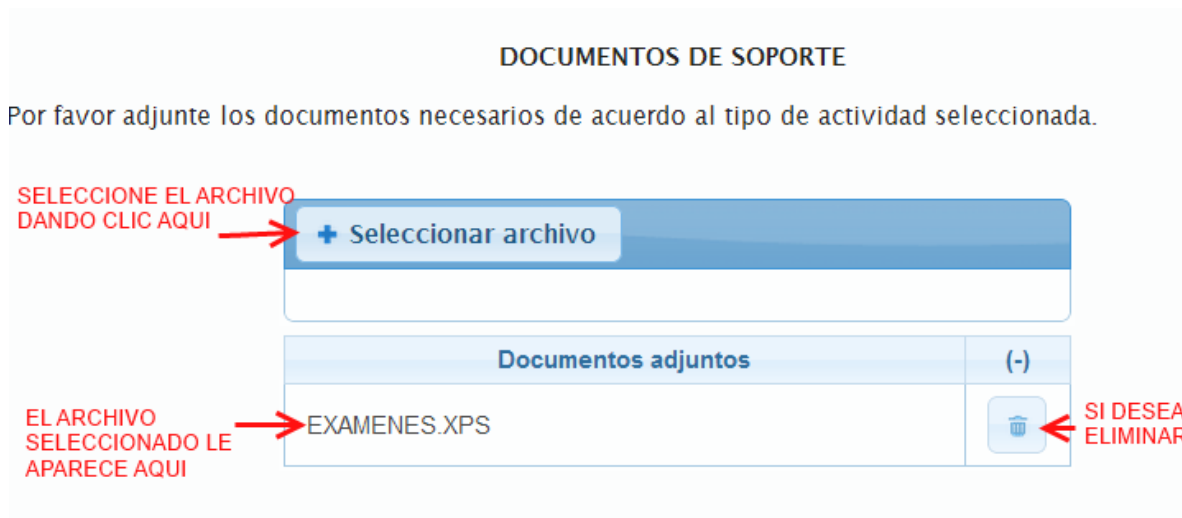 DOCUMENTOS DE SOPORTE
Por favor adjunte los documentos necesarios de acuerdo al tipo de actividad seleccionada.
SELECCIONE EL ARCHIVO
DANDO CLIC AQUI
+ Seleccionar archivo
Documentos adjuntos (-)
EL ARCHIVO
SELECCIONADO LE
APARECE AQUI
EXAMENES.XPS
SI DESEA
ELIMINAR